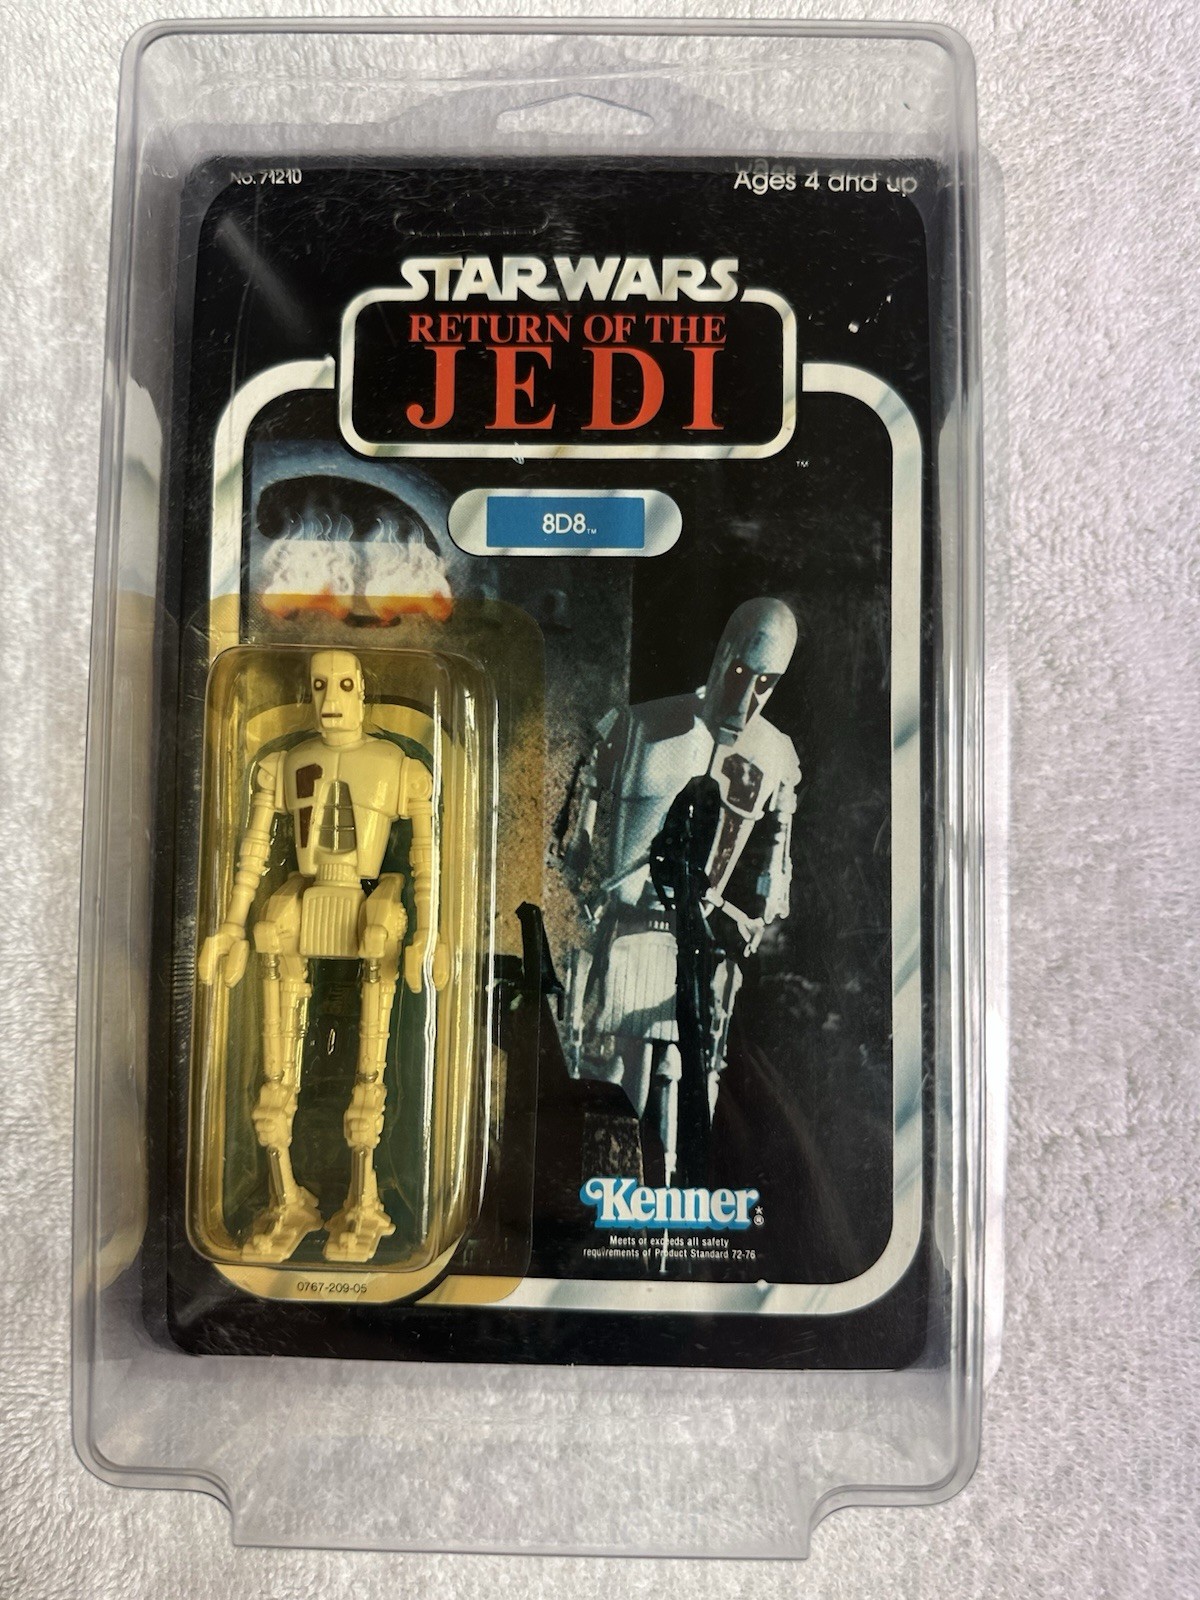 NO. 71210
Ages 4 and up
STAR WARS
RETURN OF THE
JEDI
TM
8D8TM
Kenner®
Meets or exceeds all safety
requirements of Product Standard 72-76
0767-209-05